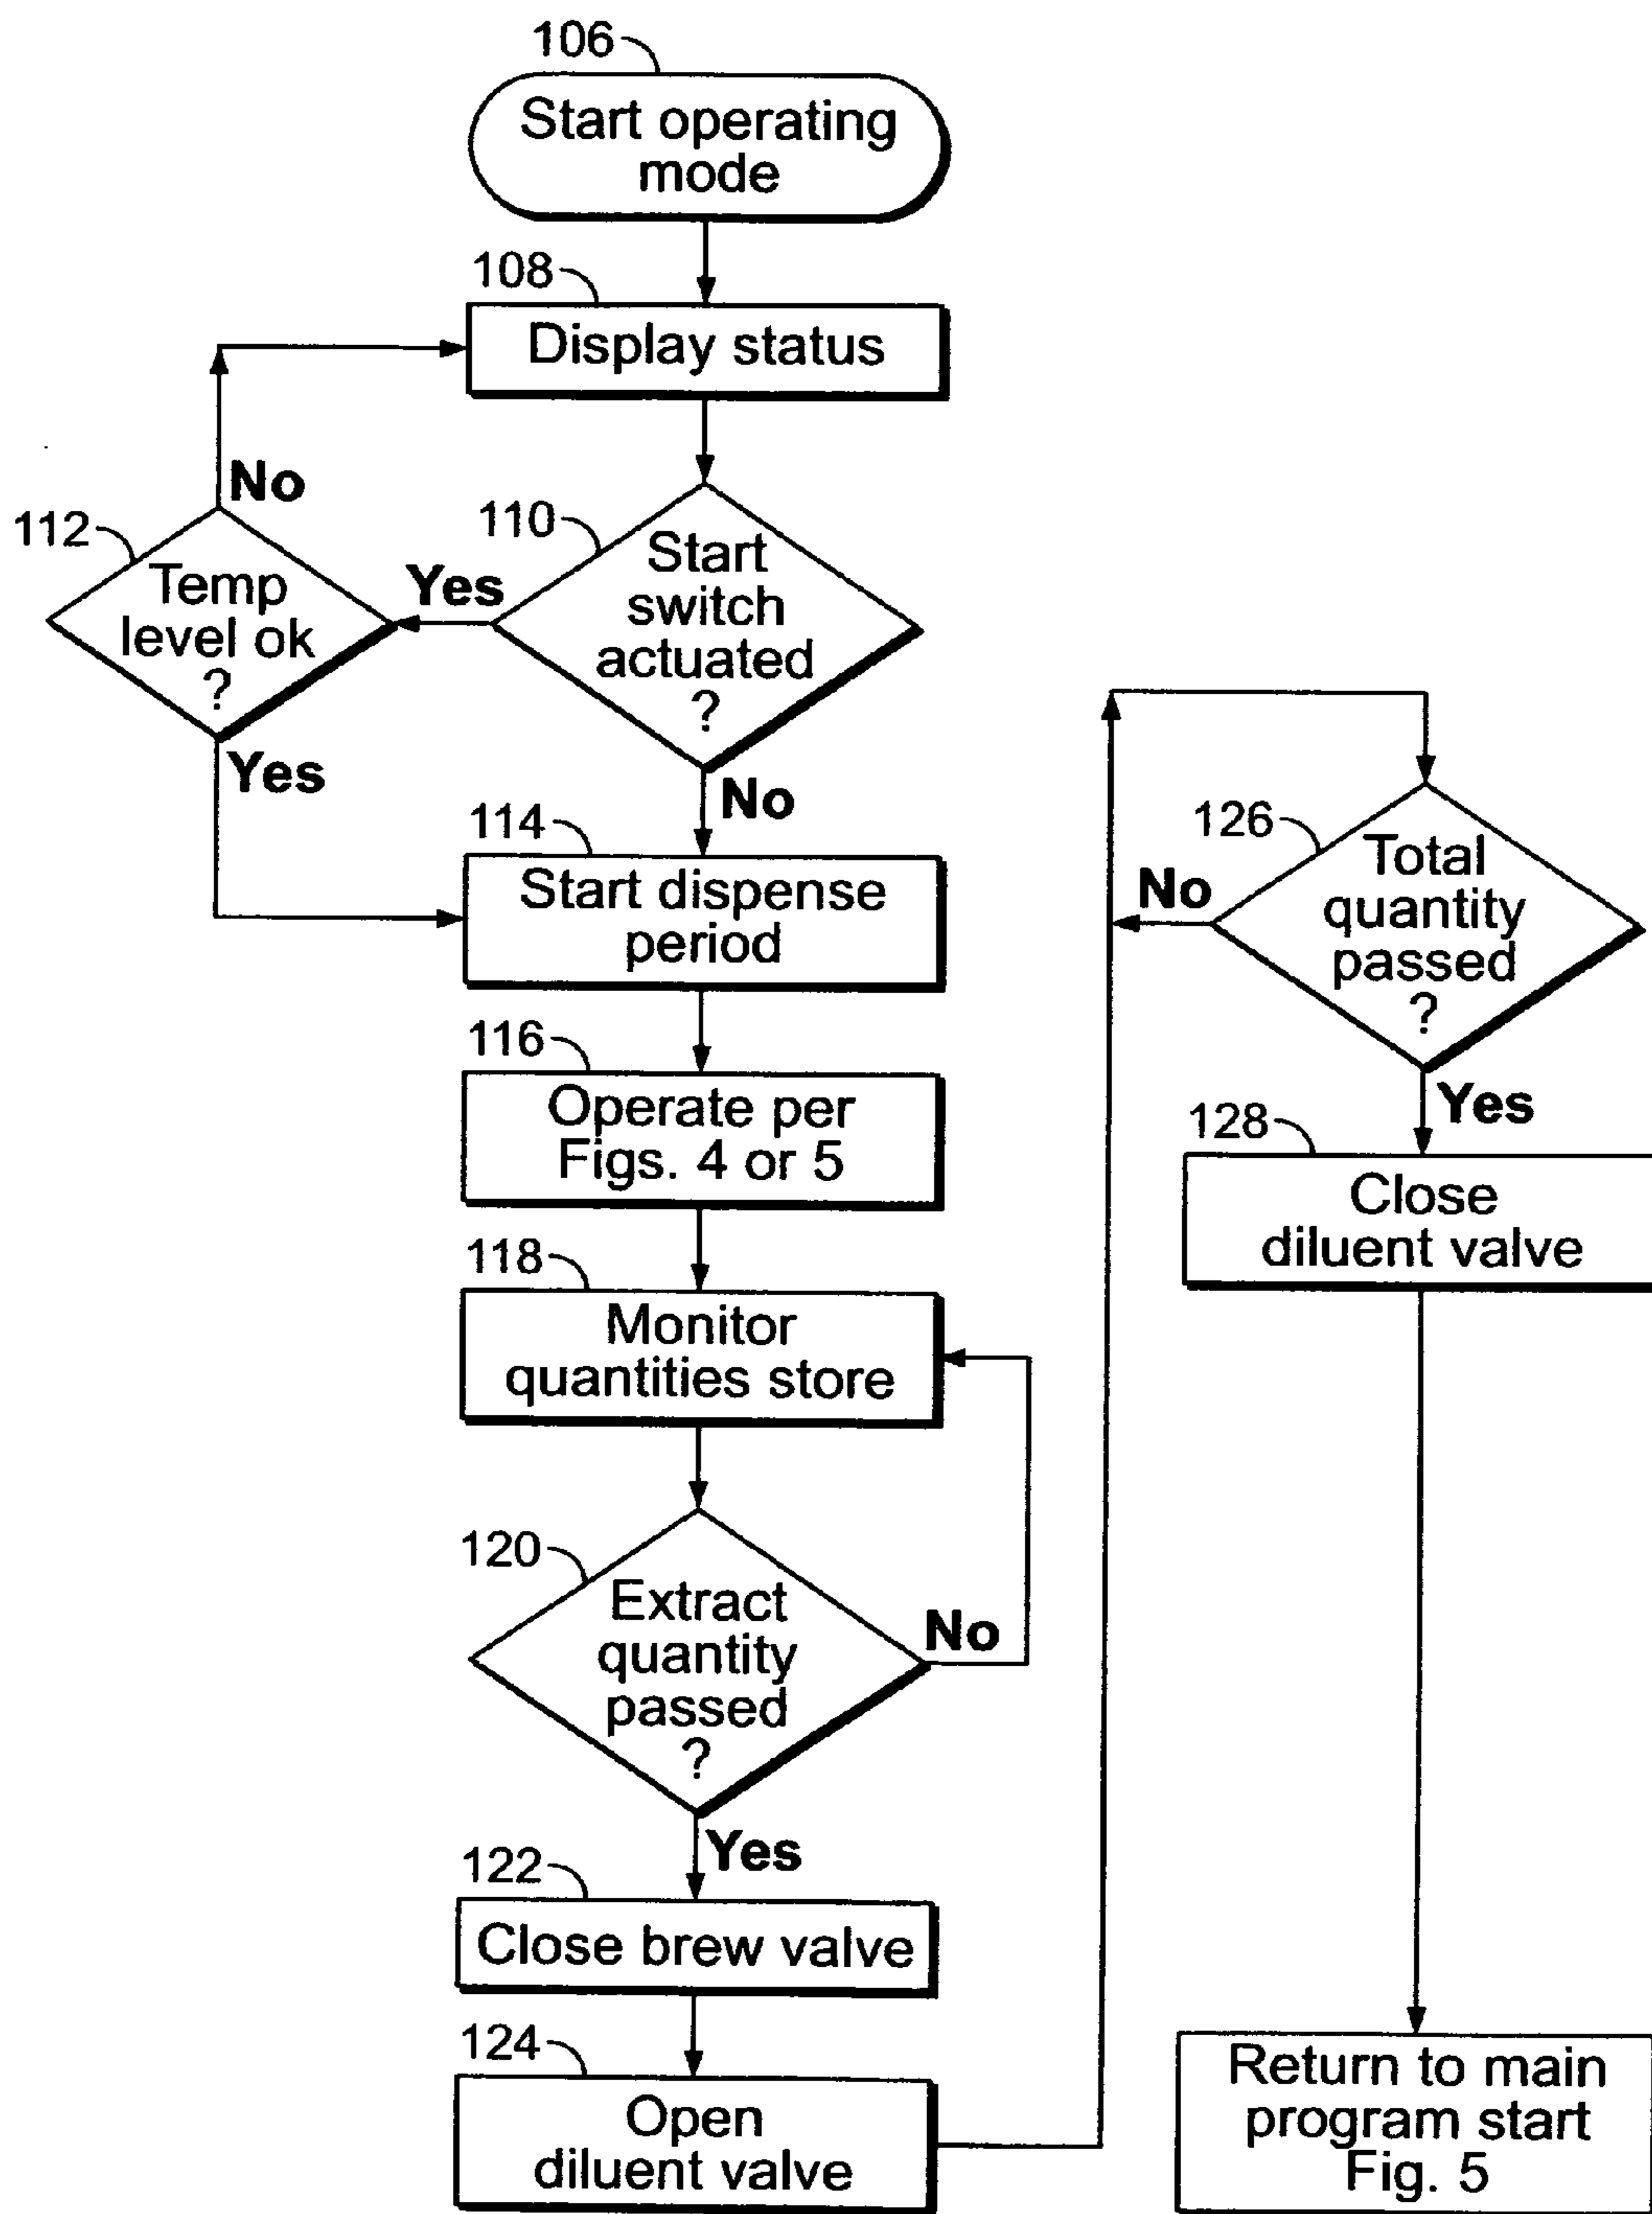 106
Start operating
mode
108
Display status
No
112
Temp
level ok
?
Yes
110
Start
switch
actuated
?
Yes
No
114
Start dispense
period
116
Operate per
Figs. 4 or 5
118
Monitor
quantities store
120
Extract
quantity
passed
?
No
Yes
122
Close brew valve
124
Open
diluent valve
126
Total
quantity
passed
?
No
Yes
128
Close
diluent valve
Return to main
program start
Fig. 5